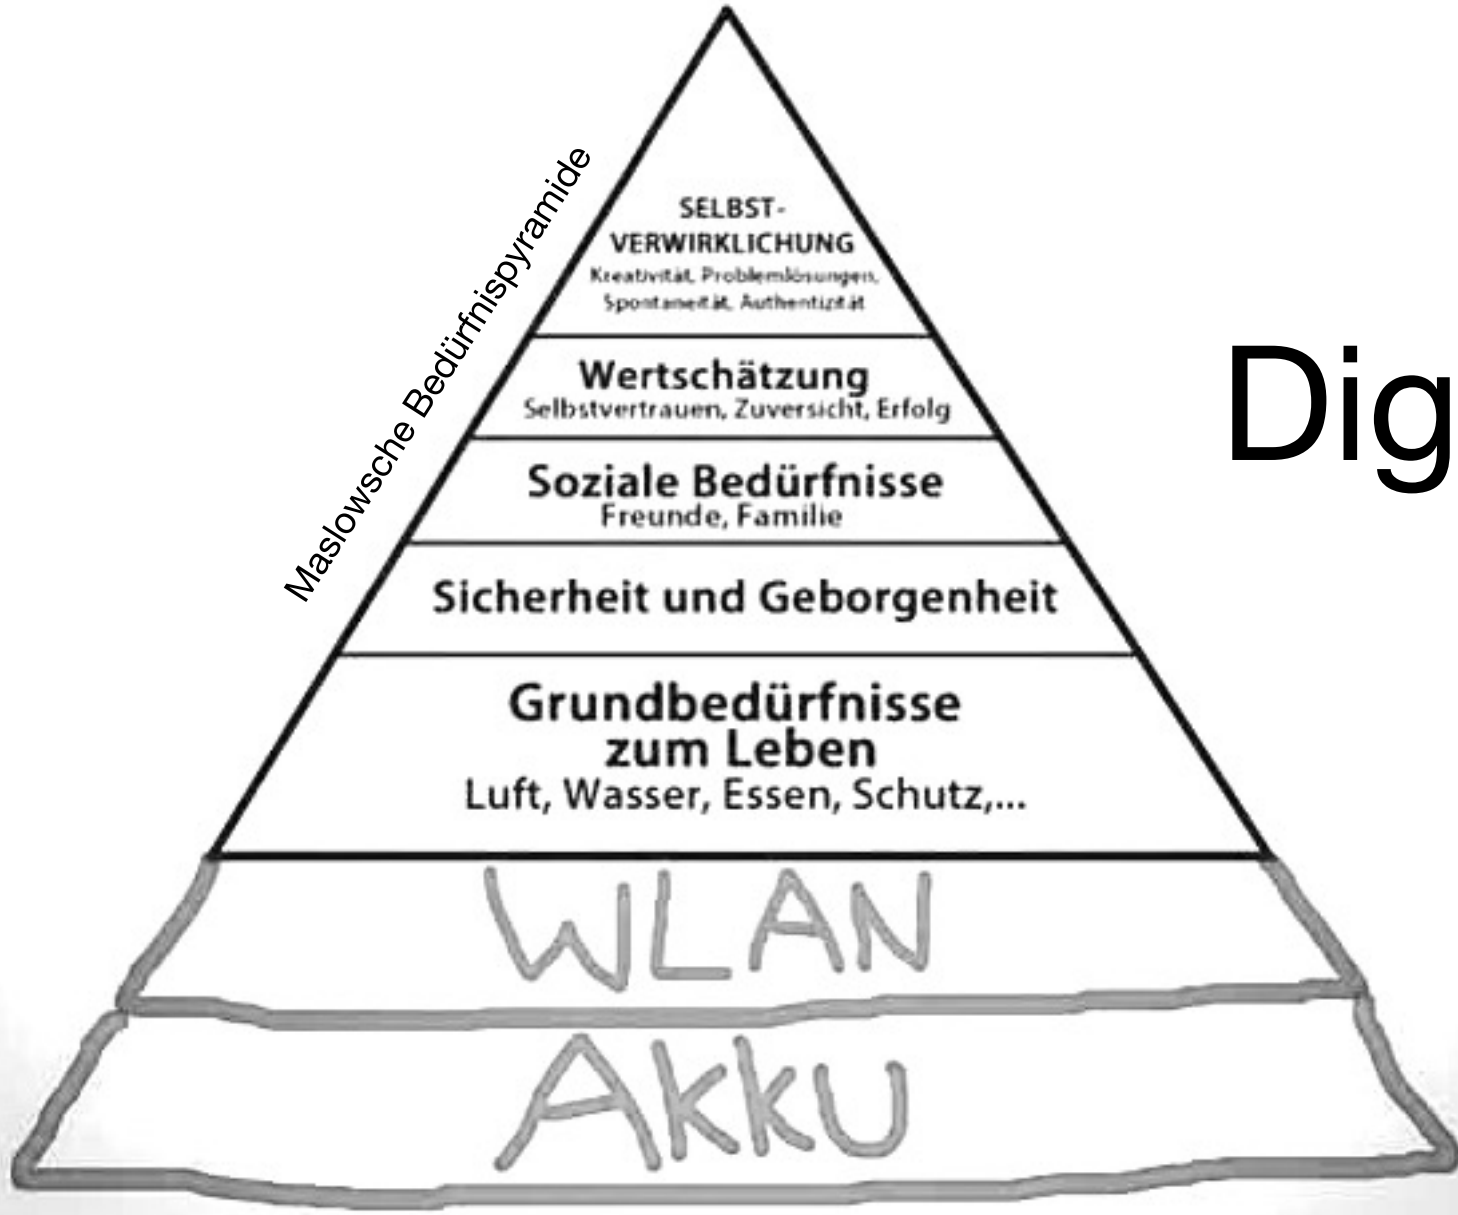 Maslowsche Bedürfnispyramide
SELBST-
VERWIRKLICHUNG
Kreativität, Problemlösungen,
Spontaneität, Authentizität
Wertschätzung
Selbstvertrauen, Zuversicht, Erfolg
Soziale Bedürfnisse
Freunde, Familie
Sicherheit und Geborgenheit
Grundbedürfnisse
zum Leben
Luft, Wasser, Essen, Schutz,...
WLAN
Akku
Dig